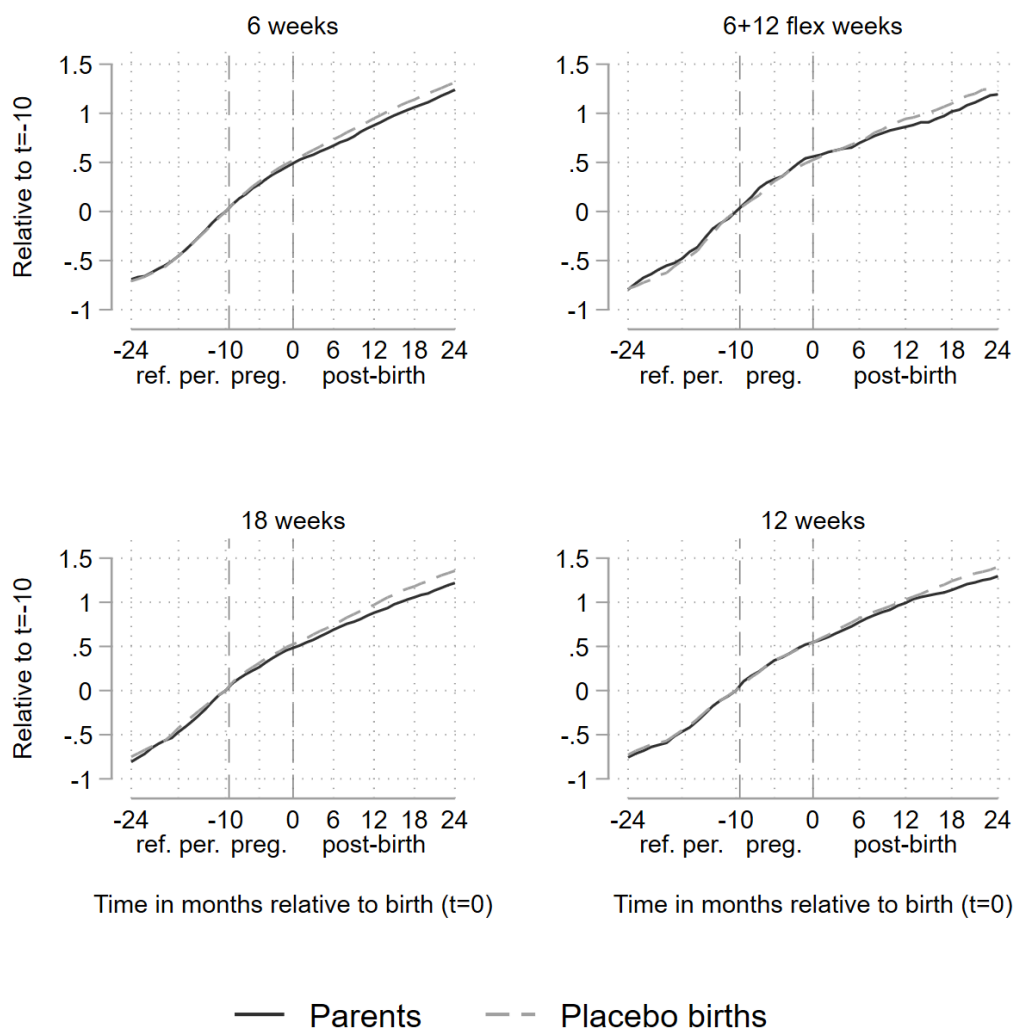 6 weeks
Relative to t=-10
1.5
1
.5
0
-.5
-1
-24 -10 0 6 12 18 24
ref. per. preg. post-birth
6+12 flex weeks
1.5
1
.5
0
-.5
-1
-24 -10 0 6 12 18 24
ref. per. preg. post-birth
18 weeks
Relative to t=-10
1.5
1
.5
0
-.5
-1
-24 -10 0 6 12 18 24
ref. per. preg. post-birth
Time in months relative to birth (t=0)
12 weeks
1.5
1
.5
0
-.5
-1
-24 -10 0 6 12 18 24
ref. per. preg. post-birth
Time in months relative to birth (t=0)
Parents Placebo births